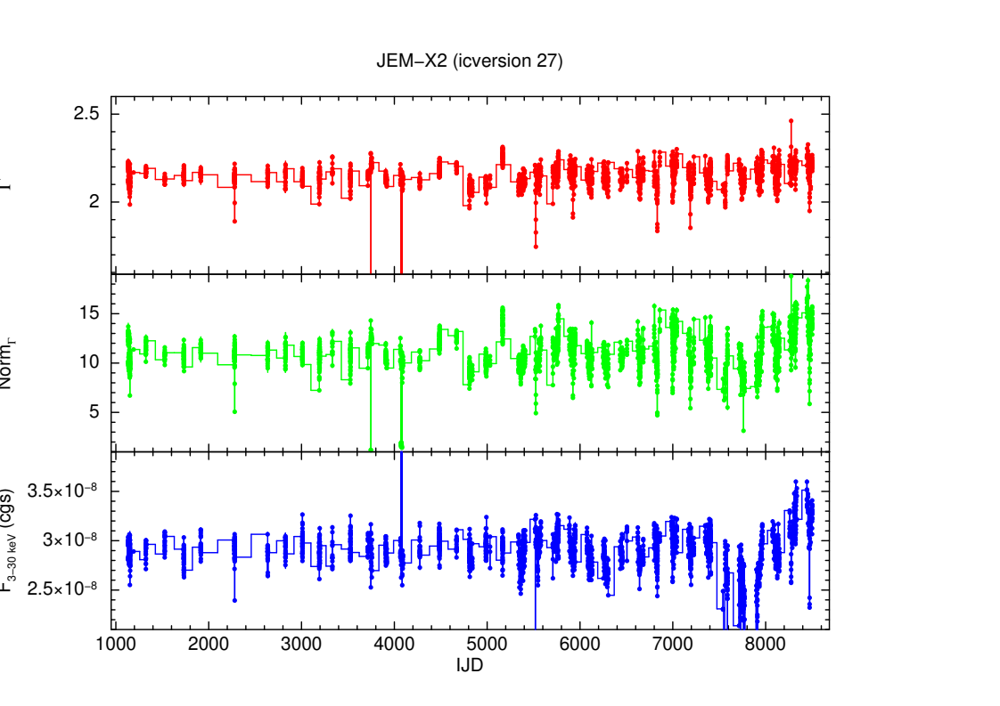 JEM−X2 (icversion 27)
2.5
2
Γ
15
10
5
Norm_Γ
3.5×10⁻⁸
3×10⁻⁸
2.5×10⁻⁸
F_3−30 keV (cgs)
1000 2000 3000 4000 5000 6000 7000 8000
IJD